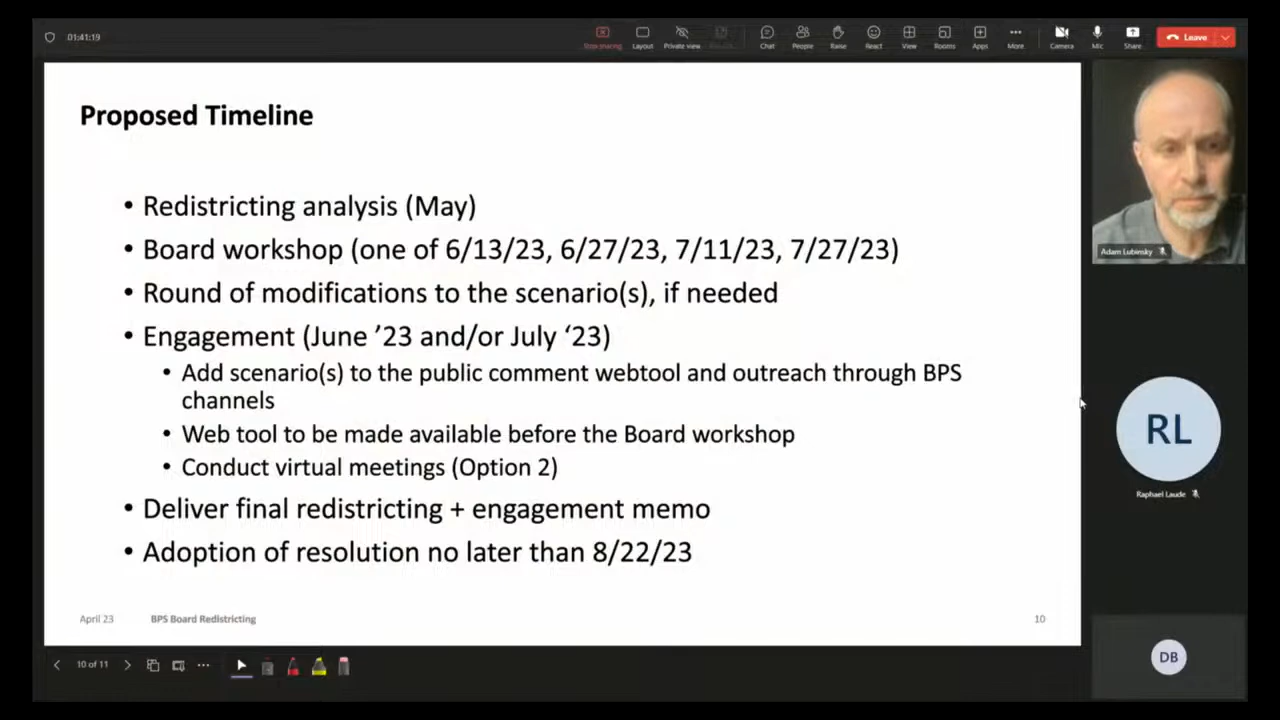 01:41:19
Stop sharing
Layout
Private view
Chat
People
Raise
React
View
Rooms
Apps
More
Camera
Mic
Share
Leave
Proposed Timeline
• Redistricting analysis (May)
• Board workshop (one of 6/13/23, 6/27/23, 7/11/23, 7/27/23)
• Round of modifications to the scenario(s), if needed
• Engagement (June ’23 and/or July ‘23)
• Add scenario(s) to the public comment webtool and outreach through BPS
channels
• Web tool to be made available before the Board workshop
• Conduct virtual meetings (Option 2)
• Deliver final redistricting + engagement memo
• Adoption of resolution no later than 8/22/23
April 23
BPS Board Redistricting
10
Adam Lubinsky
RL
Raphael Laude
DB
10 of 11